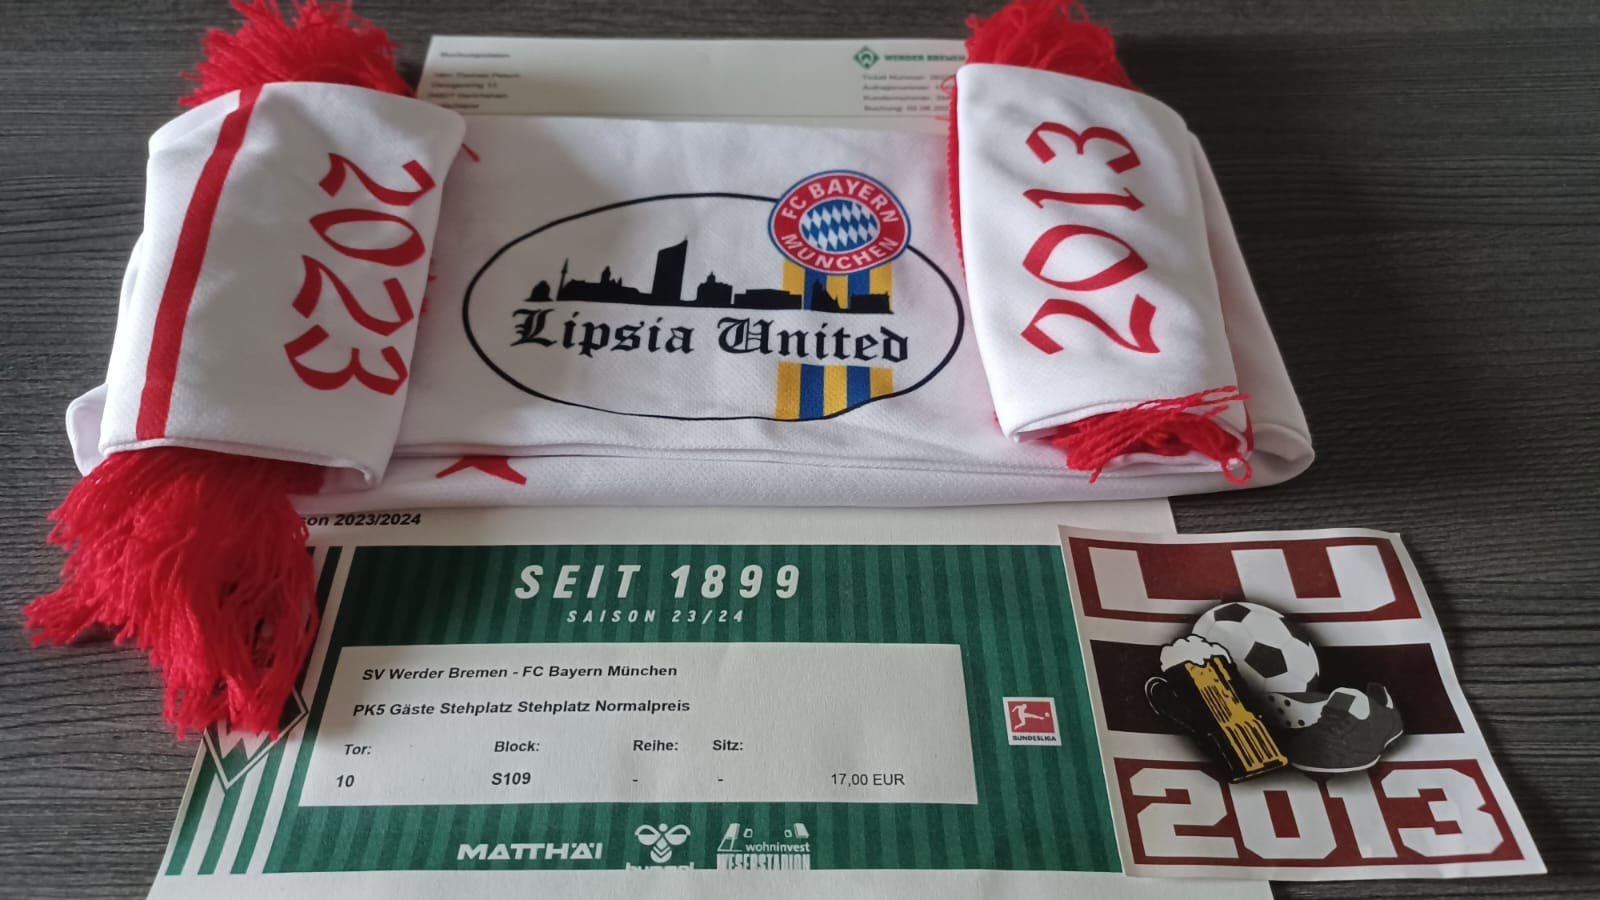 WERDER BREMEN
2023
2013
FC BAYERN
MÜNCHEN
Lipsia United
son 2023/2024
SEIT 1899
SAISON 23/24
SV Werder Bremen - FC Bayern München
PK5 Gäste Stehplatz Stehplatz Normalpreis
Tor: Block: Reihe: Sitz:
10 S109 - - 17,00 EUR
BUNDESLIGA
MATTHÄI
hummel
wohninvest
WESERSTADION
W
LU
2013